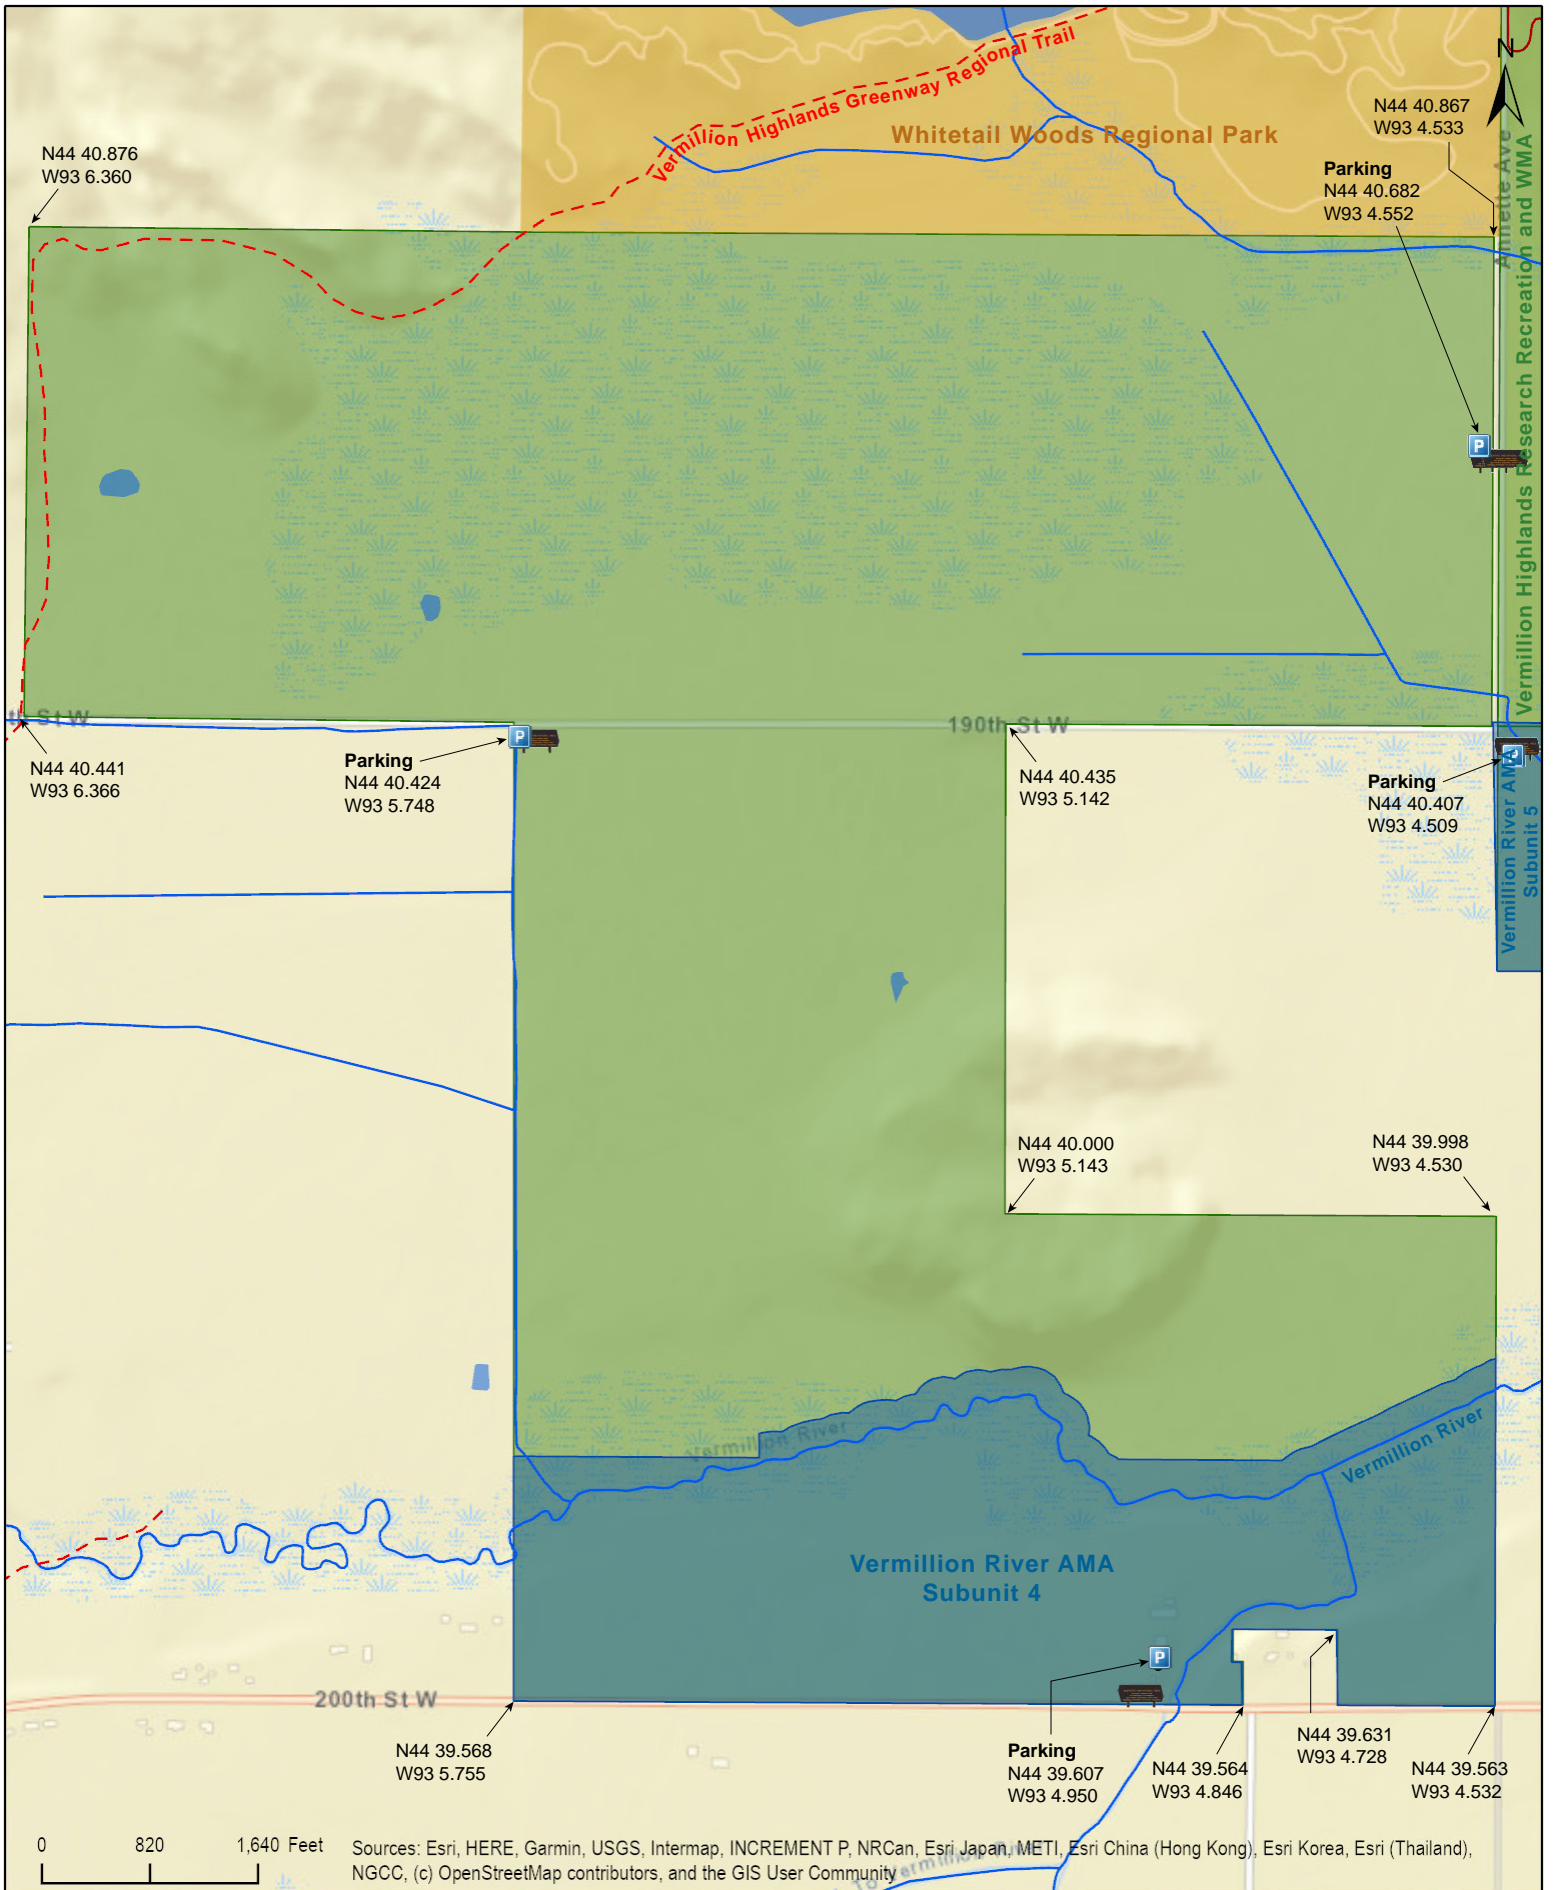 N
N44 40.867
W93 4.533
Vermillion Highlands Greenway Regional Trail
Whitetail Woods Regional Park
Annette Ave
N44 40.876
W93 6.360
Parking
N44 40.682
W93 4.552
Vermillion Highlands Research Recreation and WMA
P
th St W
190th St W
P
N44 40.441
W93 6.366
Parking
N44 40.424
W93 5.748
N44 40.435
W93 5.142
Parking
N44 40.407
W93 4.509
P
Vermillion River AMA
Subunit 5
N44 40.000
W93 5.143
N44 39.998
W93 4.530
Vermillion River
Vermillion River
Vermillion River AMA
Subunit 4
P
200th St W
N44 39.568
W93 5.755
Parking
N44 39.607
W93 4.950
N44 39.564
W93 4.846
N44 39.631
W93 4.728
N44 39.563
W93 4.532
0 820 1,640 Feet
Sources: Esri, HERE, Garmin, USGS, Intermap, INCREMENT P, NRCan, Esri Japan, METI, Esri China (Hong Kong), Esri Korea, Esri (Thailand),
NGCC, (c) OpenStreetMap contributors, and the GIS User Community
To Vermillion River